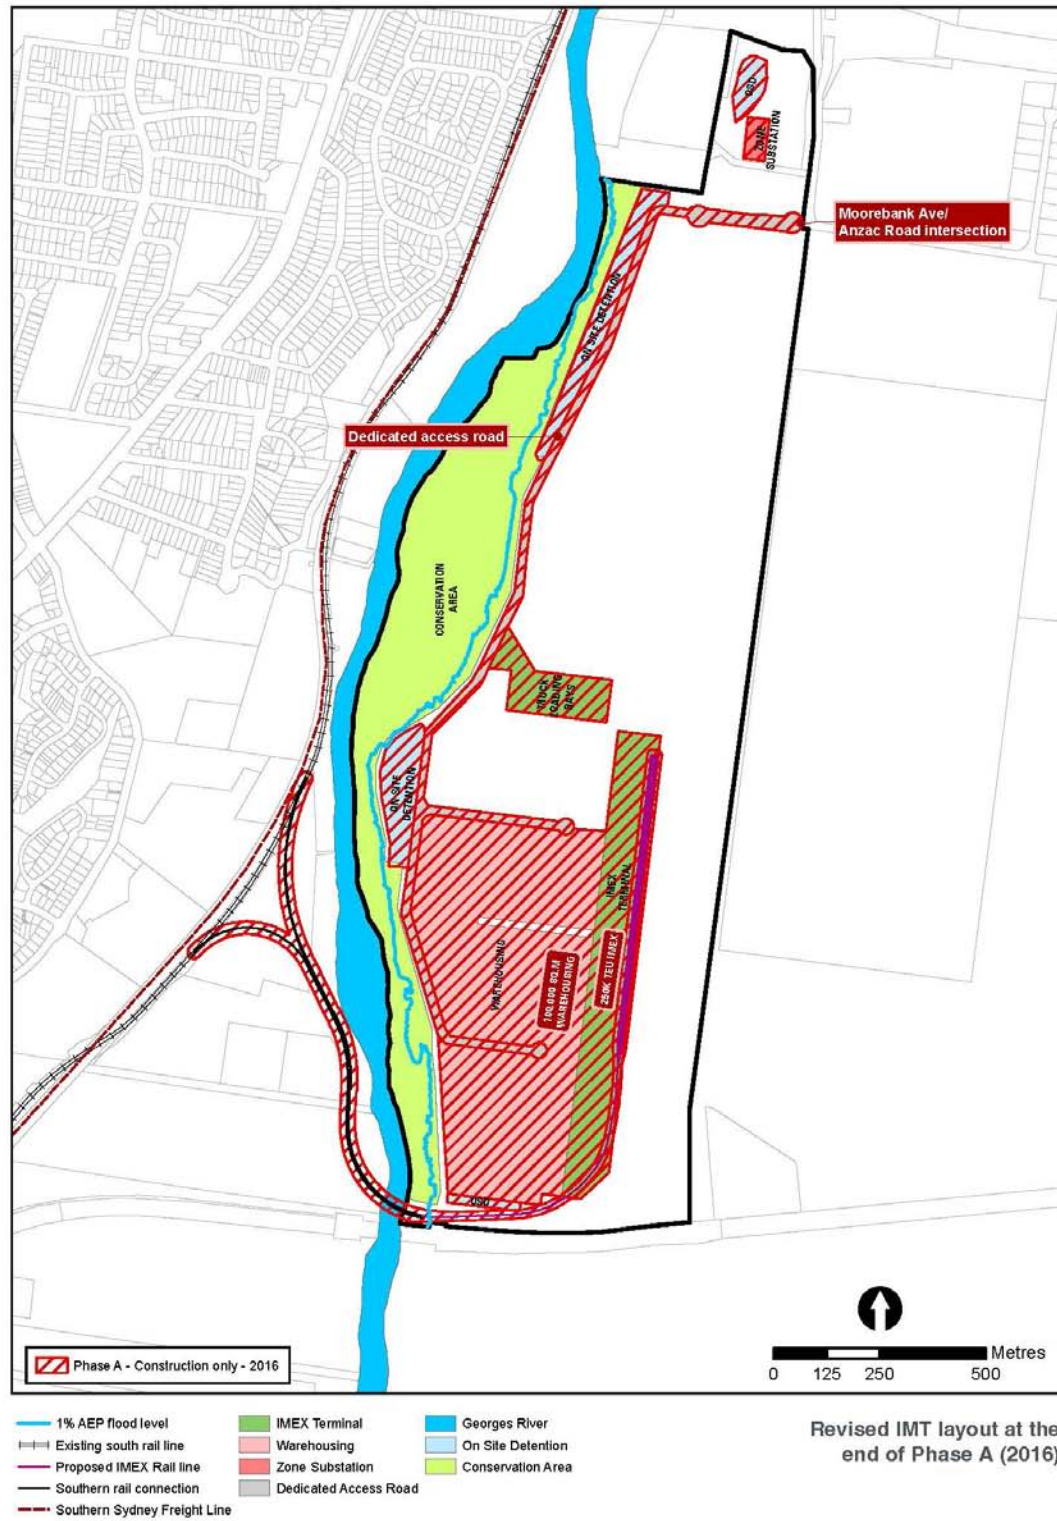 OSD
ZONE
SUBSTATION
Moorebank Ave/
Anzac Road intersection
ON SITE DETENTION
Dedicated access road
CONSERVATION
AREA
TRUCK
LOADING
BAYS
ON SITE
DETENTION
IMEX
TERMINAL
WAREHOUSING
100,000 SQ.M
WAREHOUSING
250K TEU IMEX
OSD
Phase A - Construction only - 2016
Metres
0 125 250 500
1% AEP flood level
Existing south rail line
Proposed IMEX Rail line
Southern rail connection
Southern Sydney Freight Line
IMEX Terminal
Warehousing
Zone Substation
Dedicated Access Road
Georges River
On Site Detention
Conservation Area
Revised IMT layout at the
end of Phase A (2016)